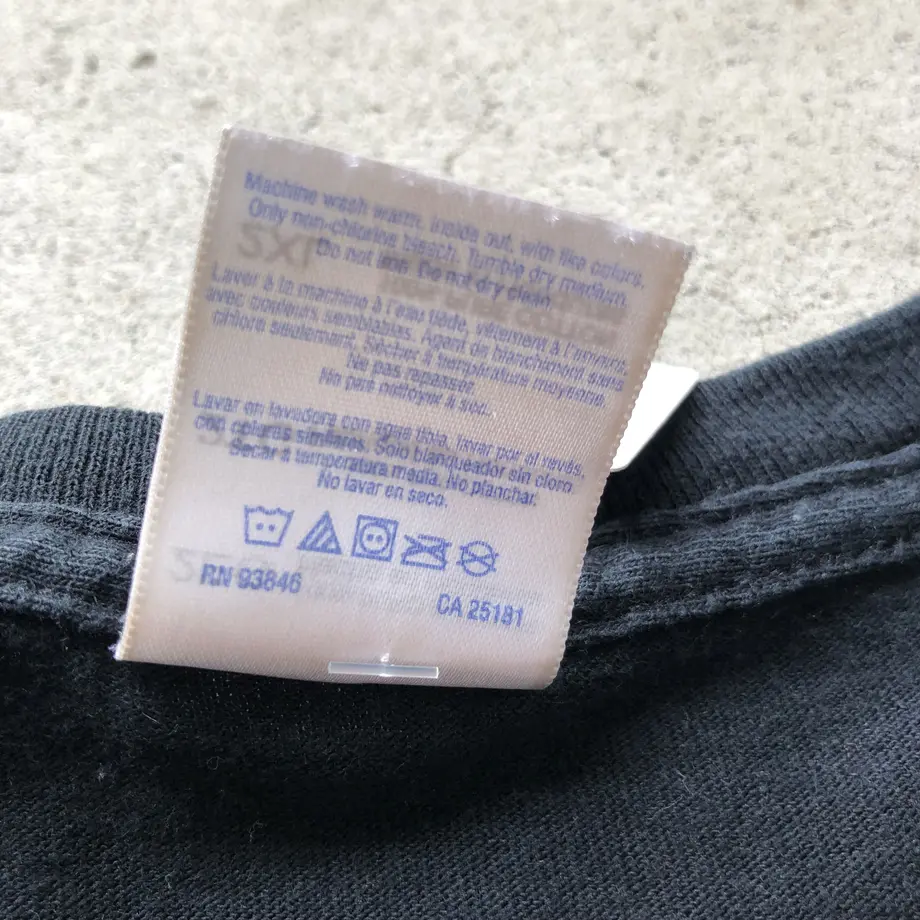 Machine wash warm, inside out, with like colors.
Only non-chlorine bleach. Tumble dry medium.
Do not iron. Do not dry clean.
Laver à la machine à l'eau tiède, vêtement à l'envers,
avec couleurs semblables. Agent de blanchiment sans
chlore seulement. Sécher à température moyenne.
Ne pas repasser.
Ne pas nettoyer à sec.
Lavar en lavadora con agua tibia, lavar por el revés,
con colores similares. Solo blanqueador sin cloro.
Secar a temperatura media. No planchar.
No lavar en seco.
RN 93846
CA 25181
2XL